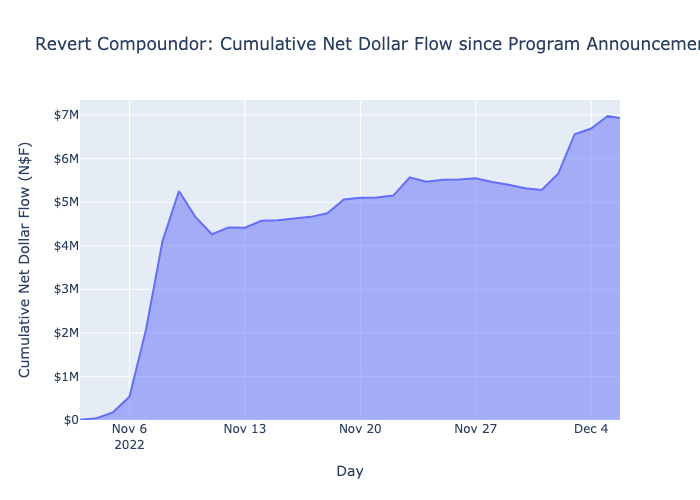 Revert Compoundor: Cumulative Net Dollar Flow since Program
Cumulative Net Dollar Flow (N$F)
$7M
$6M
$5M
$4M
$3M
$2M
$1M
$0
Nov 6
2022
Nov 13
Nov 20
Nov 27
Dec 4
Day